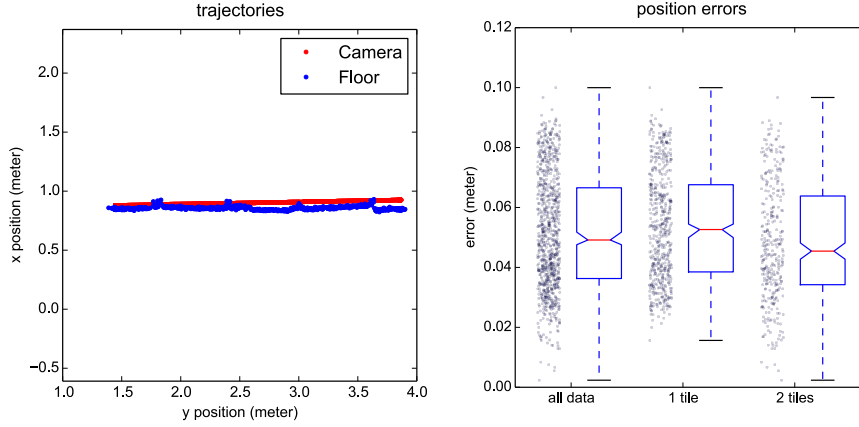 trajectories
Camera
Floor
2.0
1.5
1.0
0.5
0.0
−0.5
x position (meter)
1.0 1.5 2.0 2.5 3.0 3.5 4.0
y position (meter)
position errors
0.12
0.10
0.08
0.06
0.04
0.02
0.00
error (meter)
all data 1 tile 2 tiles